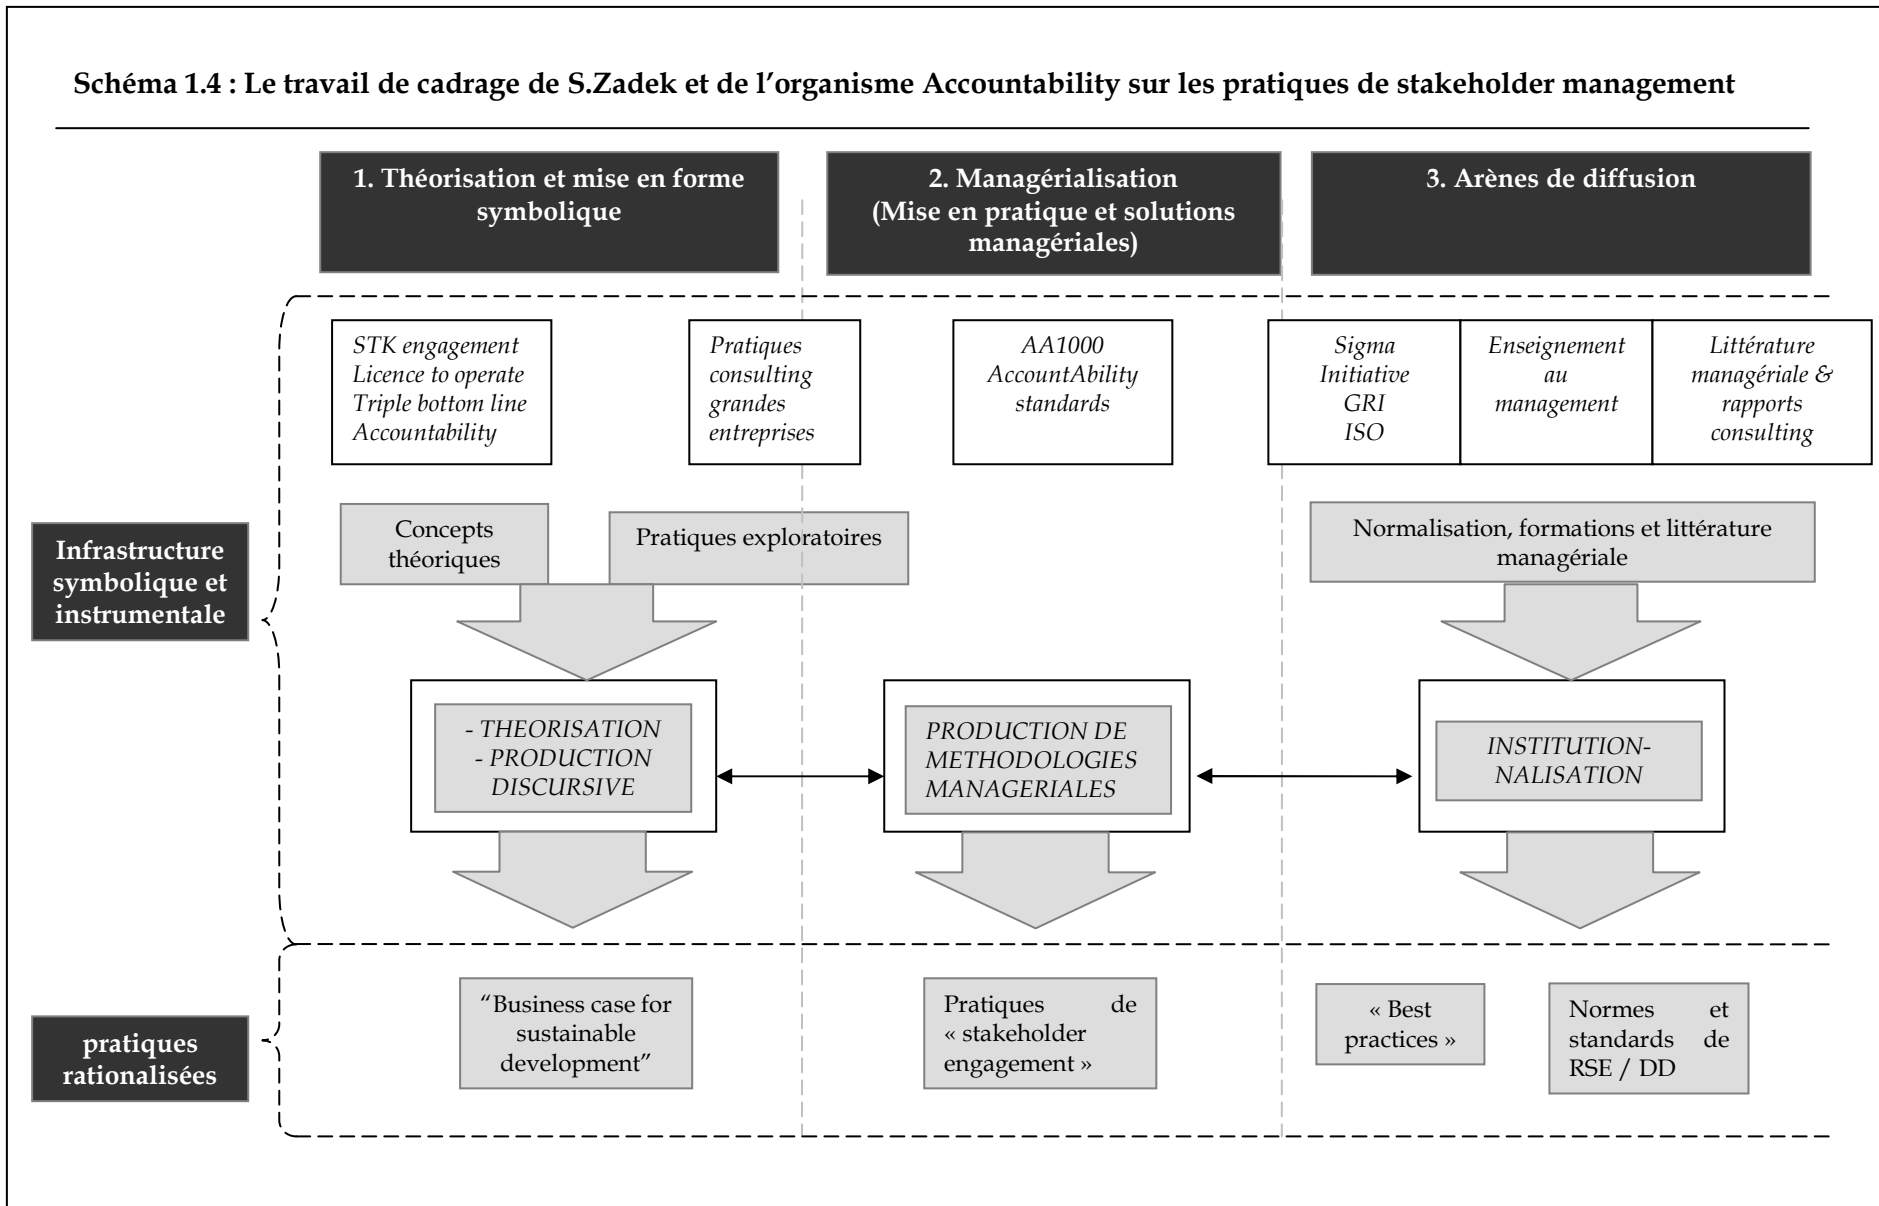 Schéma 1.4 : Le travail de cadrage de S.Zadek et de l’organisme Accountability sur les pratiques de stakeholder management
1. Théorisation et mise en forme
symbolique
2. Managérialisation
(Mise en pratique et solutions
managériales)
3. Arènes de diffusion
Infrastructure
symbolique et
instrumentale
STK engagement
Licence to operate
Triple bottom line
Accountability
Pratiques
consulting
grandes
entreprises
AA1000
AccountAbility
standards
Sigma
Initiative
GRI
ISO
Enseignement
au
management
Littérature
managériale &
rapports
consulting
Concepts
théoriques
Pratiques exploratoires
Normalisation, formations et littérature
managériale
- THEORISATION
- PRODUCTION
DISCURSIVE
PRODUCTION DE
METHODOLOGIES
MANAGERIALES
INSTITUTION-
NALISATION
pratiques
rationalisées
“Business case for
sustainable
development”
Pratiques de
« stakeholder
engagement »
« Best
practices »
Normes et
standards de
RSE / DD